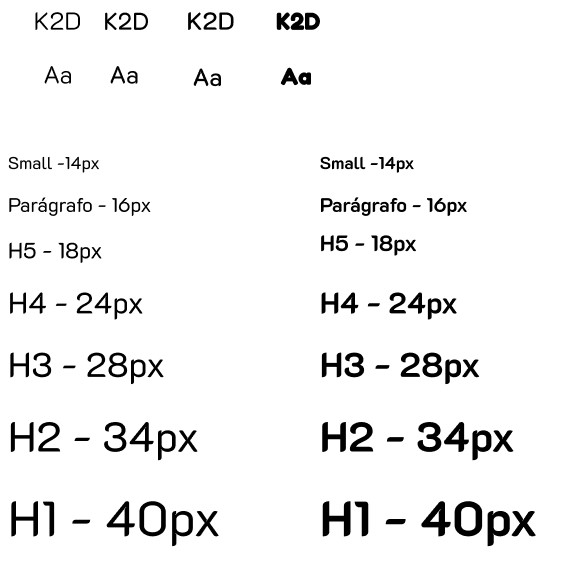 K2D K2D K2D K2D
Aa Aa Aa Aa
Small -14px Small -14px
Parágrafo - 16px Parágrafo - 16px
H5 - 18px H5 - 18px
H4 - 24px H4 - 24px
H3 - 28px H3 - 28px
H2 - 34px H2 - 34px
H1 - 40px H1 - 40px